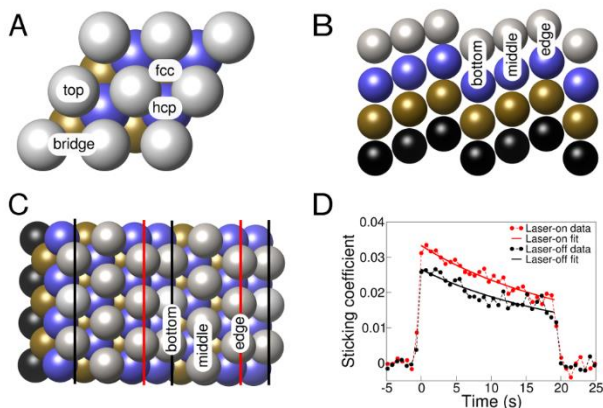 A
fcc
top
hcp
bridge
B
bottom
middle
edge
C
bottom
middle
edge
D
Sticking coefficient
0.04
0.03
0.02
0.01
0
-5
0
5
10
15
20
25
Time (s)
Laser-on data
Laser-on fit
Laser-off data
Laser-off fit